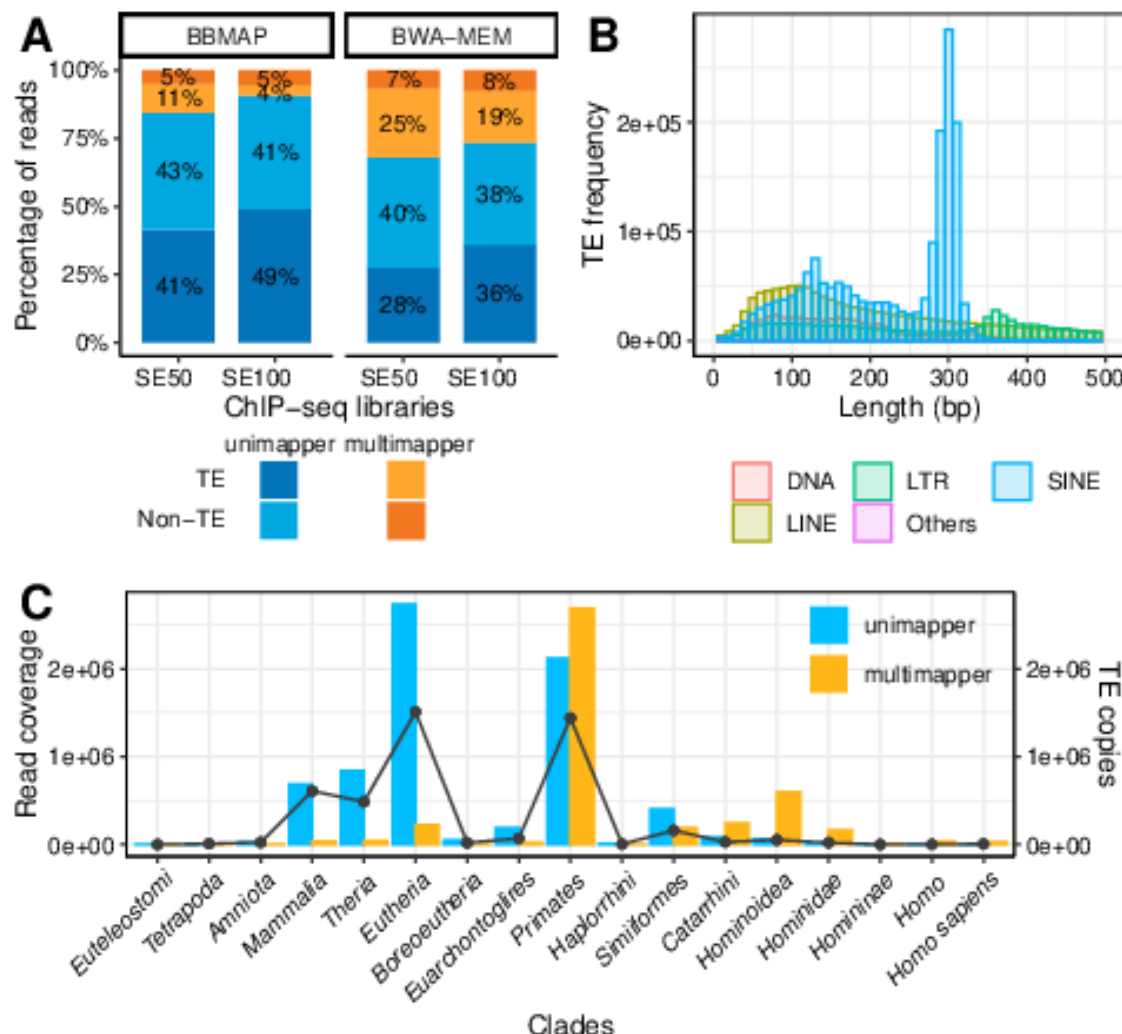 A
BBMAP
BWA−MEM
Percentage of reads
100%
75%
50%
25%
0%
5%
11%
43%
41%
5%
4%
41%
49%
7%
25%
40%
28%
8%
19%
38%
36%
SE50
SE100
SE50
SE100
ChIP−seq libraries
unimapper
multimapper
TE
Non−TE
B
TE frequency
2e+05
1e+05
0e+00
0
100
200
300
400
500
Length (bp)
DNA
LTR
SINE
LINE
Others
C
Read coverage
2e+06
1e+06
0e+00
unimapper
multimapper
2e+06
1e+06
0e+00
TE copies
Euteleostomi
Tetrapoda
Amniota
Mammalia
Theria
Eutheria
Boreoeutheria
Euarchontoglires
Primates
Haplorrhini
Simiiformes
Catarrhini
Hominoidea
Hominidae
Homininae
Homo
Homo sapiens
Clades